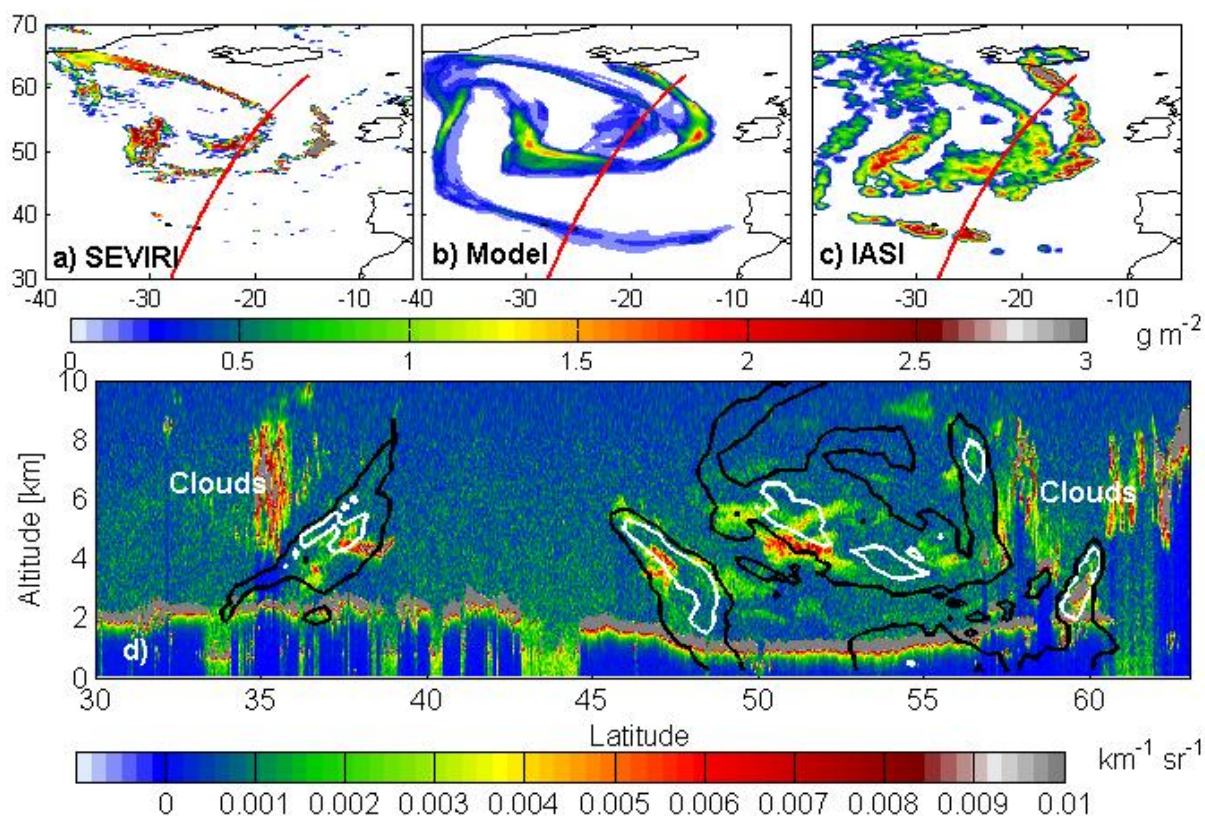 70
60
50
40
30
a) SEVIRI
b) Model
c) IASI
-40 -30 -20 -10 -40 -30 -20 -10 -40 -30 -20 -10
0 0.5 1 1.5 2 2.5 3
g m-2
10
8
6
4
2
0
Altitude [km]
Clouds
Clouds
d)
30 35 40 45 50 55 60
Latitude
km-1 sr-1
0 0.001 0.002 0.003 0.004 0.005 0.006 0.007 0.008 0.009 0.01